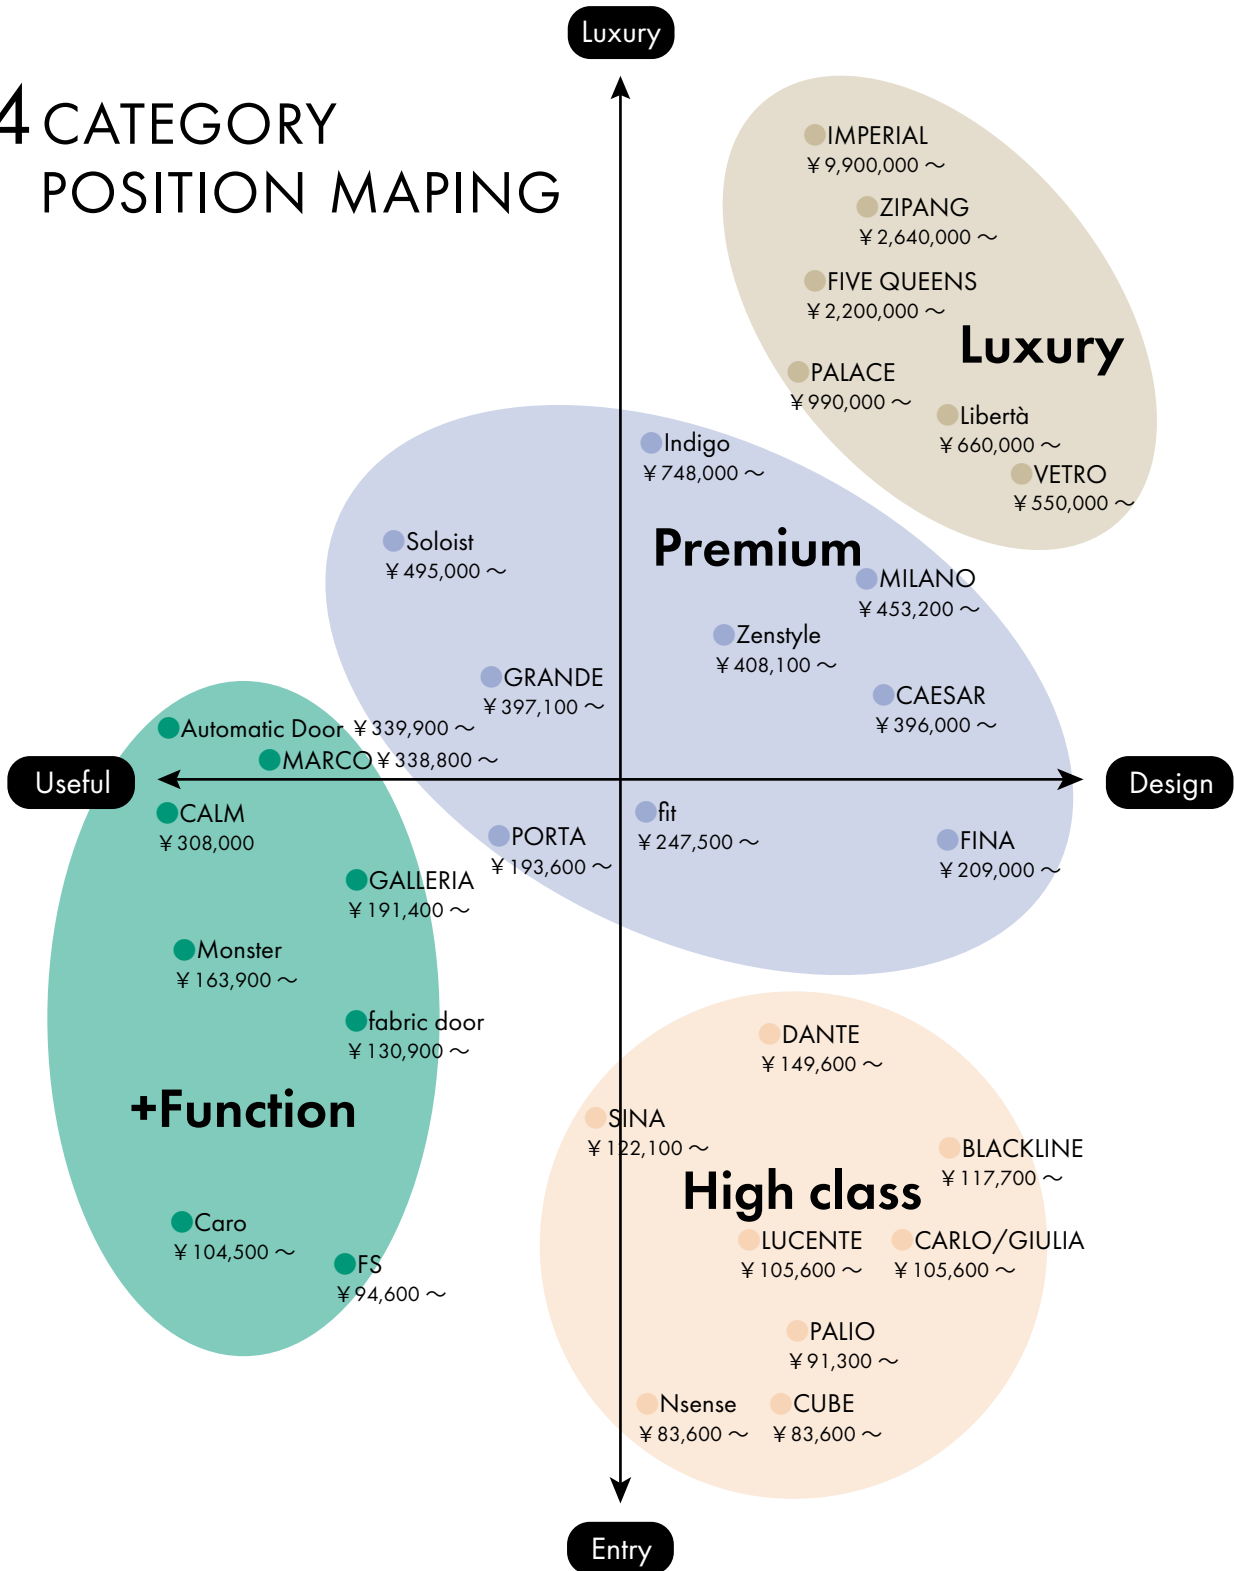 Luxury
4 CATEGORY
POSITION MAPING
IMPERIAL
¥ 9,900,000 ～
ZIPANG
¥ 2,640,000 ～
FIVE QUEENS
¥ 2,200,000 ～
Luxury
PALACE
¥ 990,000 ～
Libertà
¥ 660,000 ～
VETRO
¥ 550,000 ～
Indigo
¥ 748,000 ～
Premium
Soloist
¥ 495,000 ～
MILANO
¥ 453,200 ～
Zenstyle
¥ 408,100 ～
GRANDE
¥ 397,100 ～
CAESAR
¥ 396,000 ～
Automatic Door ¥ 339,900 ～
MARCO ¥ 338,800 ～
Useful
Design
CALM
¥ 308,000
fit
¥ 247,500 ～
PORTA
¥ 193,600 ～
FINA
¥ 209,000 ～
GALLERIA
¥ 191,400 ～
Monster
¥ 163,900 ～
fabric door
¥ 130,900 ～
+Function
Caro
¥ 104,500 ～
FS
¥ 94,600 ～
DANTE
¥ 149,600 ～
SINA
¥ 122,100 ～
BLACKLINE
¥ 117,700 ～
High class
LUCENTE
¥ 105,600 ～
CARLO/GIULIA
¥ 105,600 ～
PALIO
¥ 91,300 ～
Nsense
¥ 83,600 ～
CUBE
¥ 83,600 ～
Entry